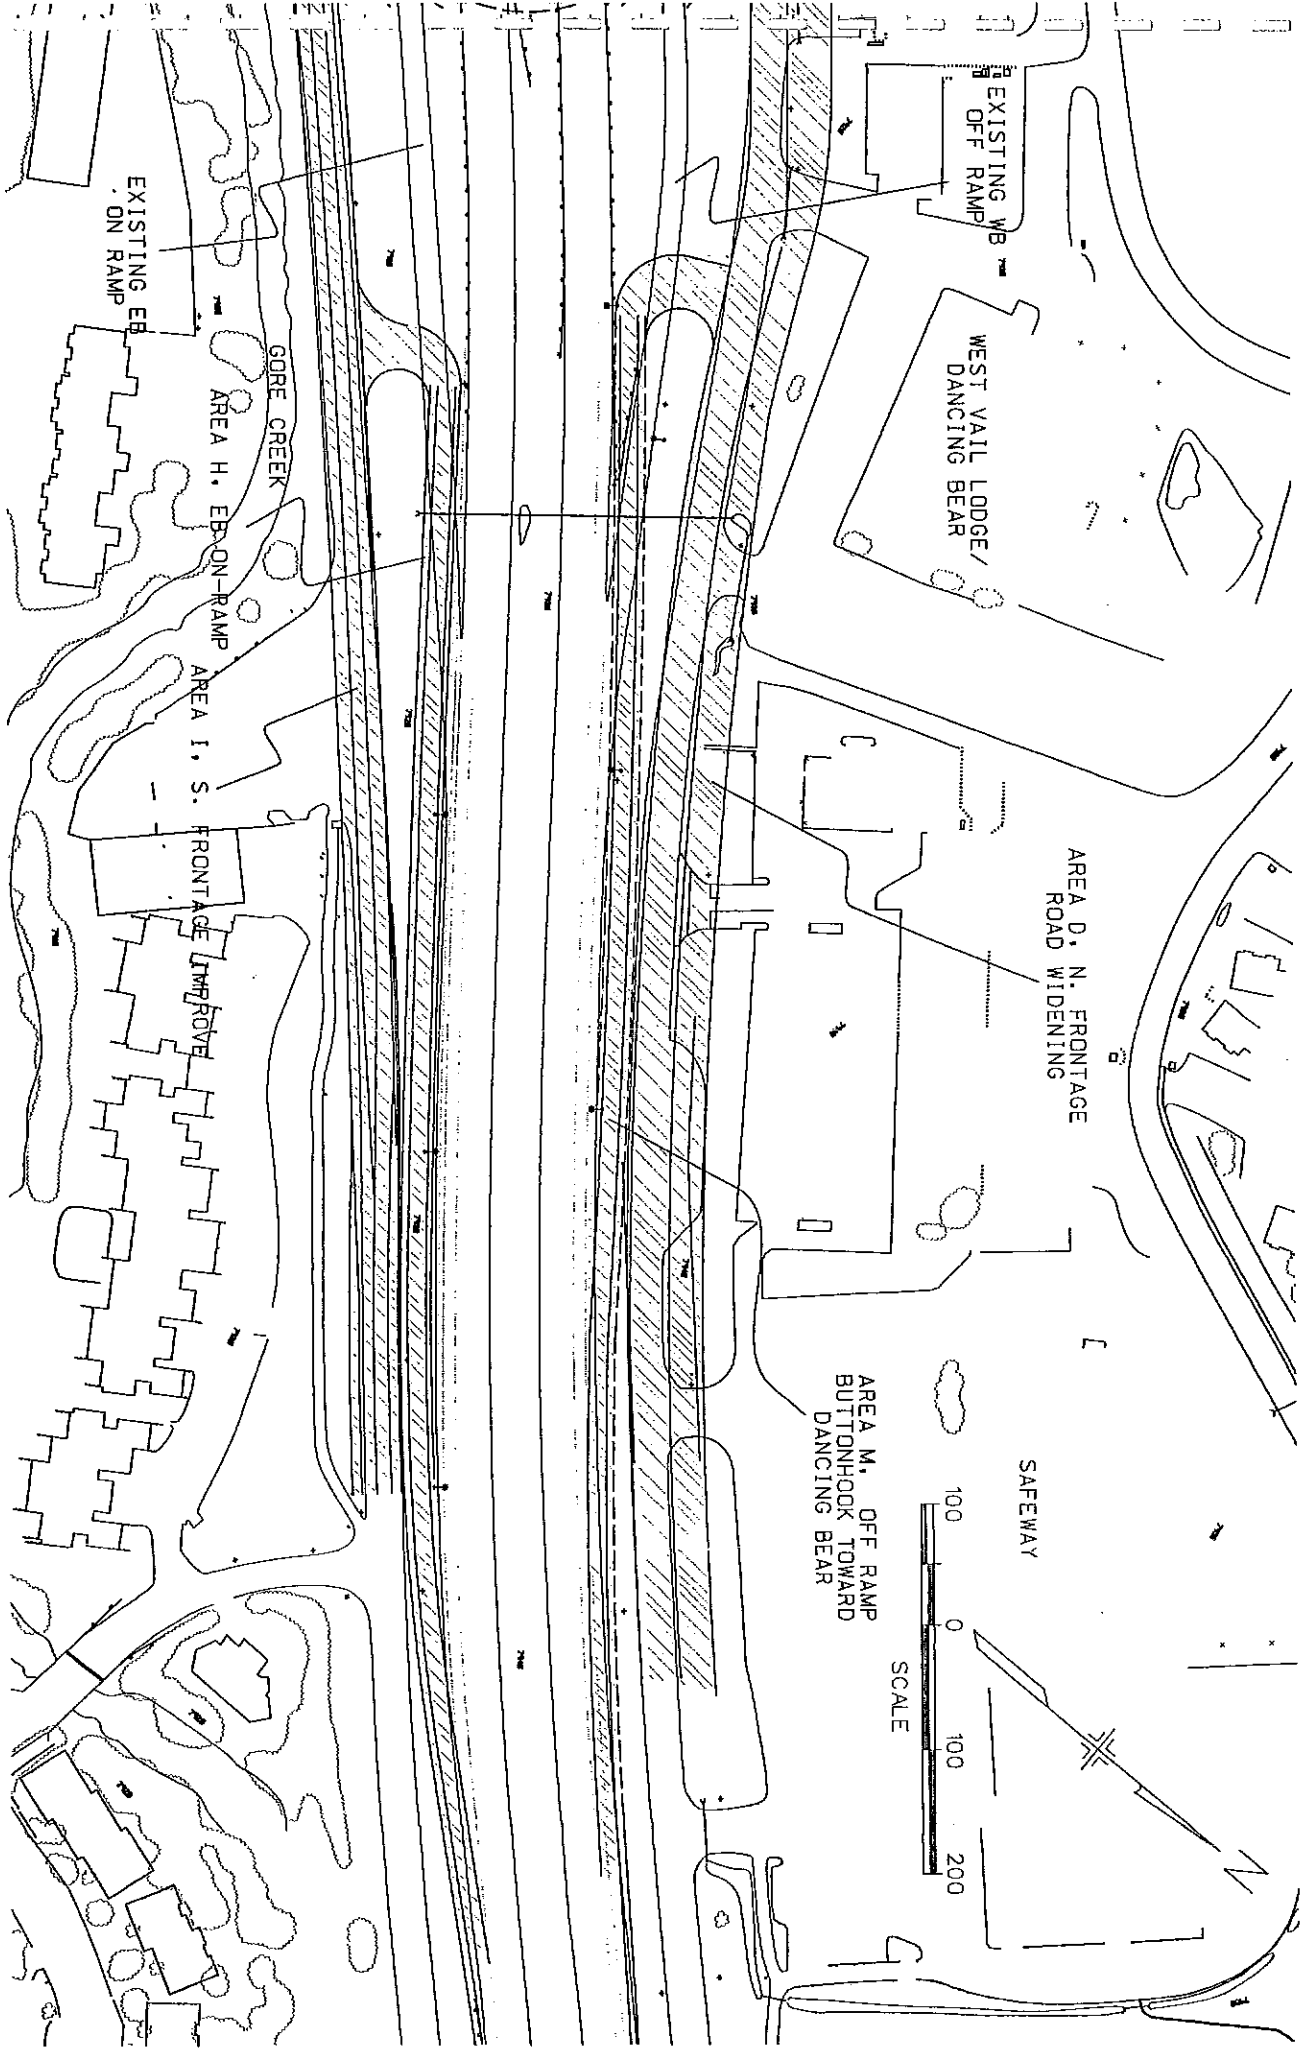 EXISTING WB
OFF RAMP
WEST VAIL LODGE/
DANCING BEAR
AREA D, N. FRONTAGE
ROAD WIDENING
SAFEWAY
100 0 100 200
SCALE
N
AREA M, OFF RAMP
BUTTONHOOK TOWARD
DANCING BEAR
GORE CREEK
AREA H, EB ON-RAMP
AREA I, S. FRONTAGE IMPROVE
EXISTING EB
ON RAMP